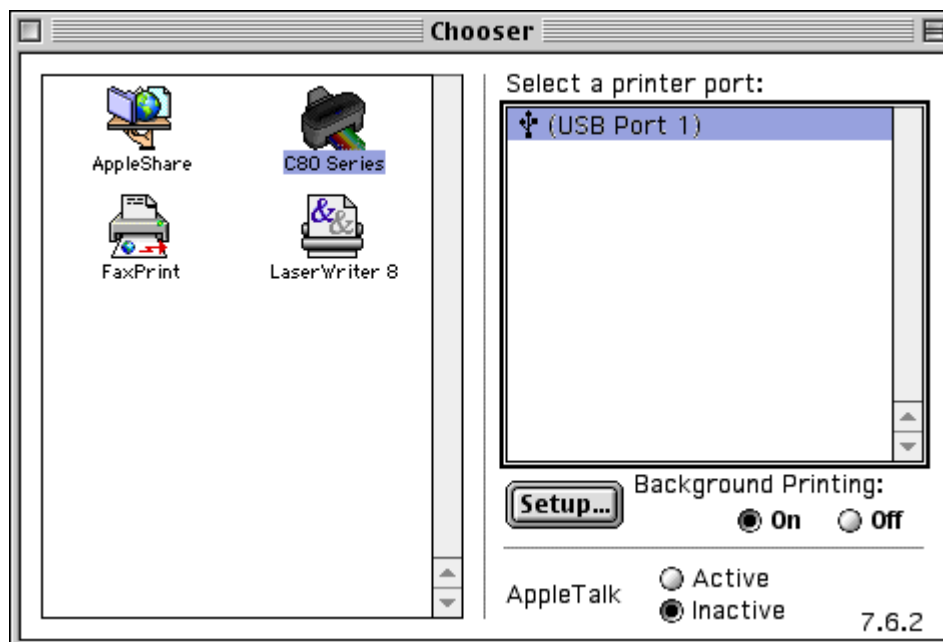 Chooser
AppleShare
C80 Series
FaxPrint
LaserWriter 8
&&
Select a printer port:
(USB Port 1)
Setup...
Background Printing:
On Off
AppleTalk
Active
Inactive
7.6.2